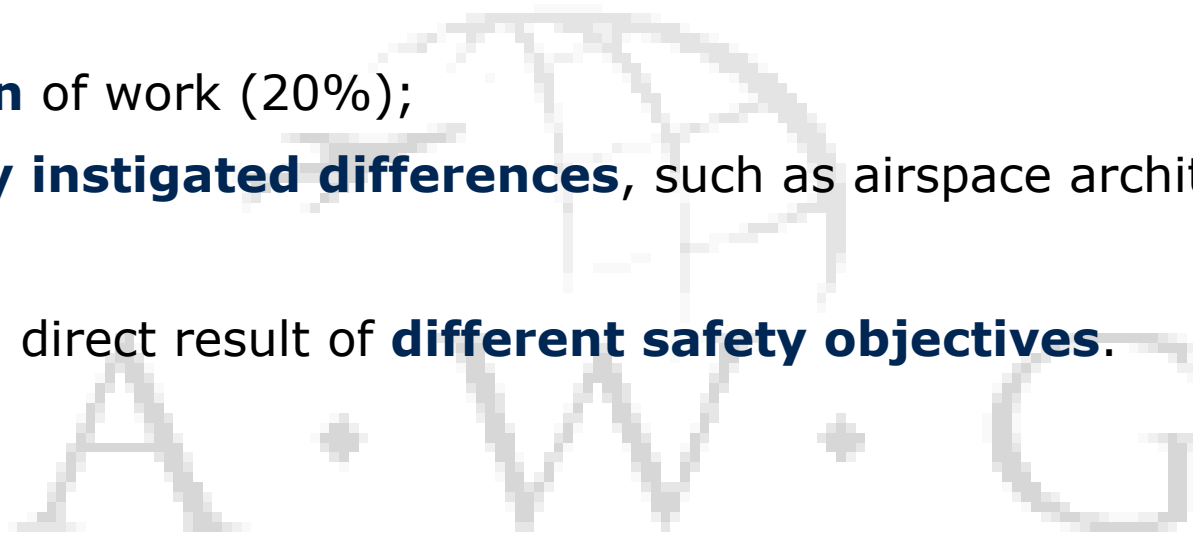 n of work (20%);
y instigated differences, such as airspace archit
direct result of different safety objectives.
A · W · G